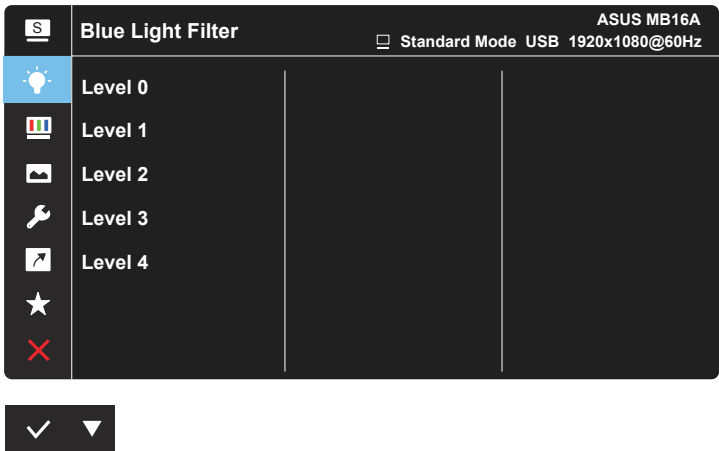 S
Blue Light Filter
ASUS MB16A
Standard Mode USB 1920x1080@60Hz
Level 0
Level 1
Level 2
Level 3
Level 4